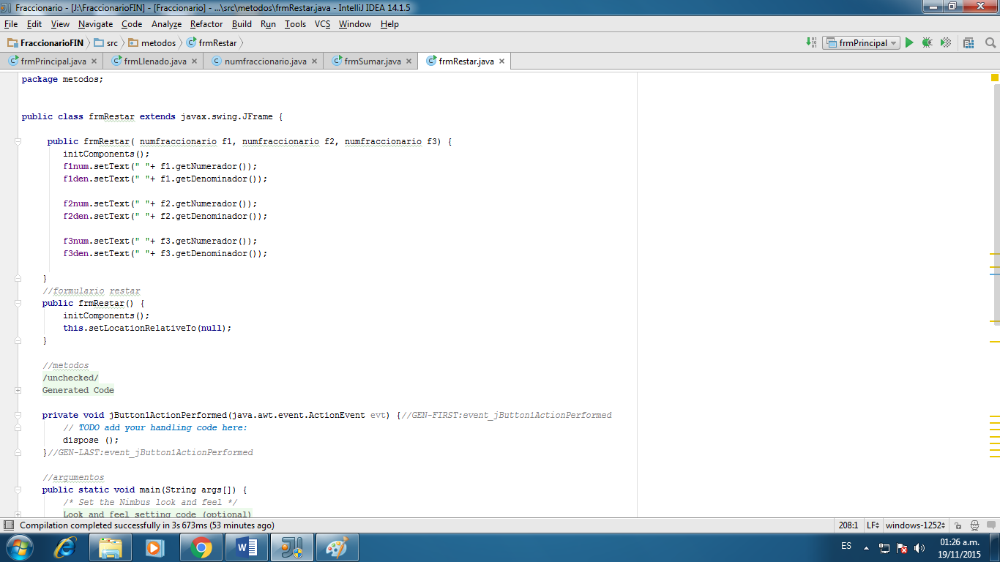 Fraccionario - [J:\FraccionarioFIN] - [Fraccionario] - ...\src\metodos\frmRestar.java - IntelliJ IDEA 14.1.5
File Edit View Navigate Code Analyze Refactor Build Run Tools VCS Window Help
FraccionarioFIN src metodos frmRestar frmPrincipal
frmPrincipal.java frmLlenado.java numfraccionario.java frmSumar.java frmRestar.java
package metodos;
public class frmRestar extends javax.swing.JFrame {
public frmRestar( numfraccionario f1, numfraccionario f2, numfraccionario f3) {
initComponents();
f1num.setText(" "+ f1.getNumerador());
f1den.setText(" "+ f1.getDenominador());
f2num.setText(" "+ f2.getNumerador());
f2den.setText(" "+ f2.getDenominador());
f3num.setText(" "+ f3.getNumerador());
f3den.setText(" "+ f3.getDenominador());
}
//formulario restar
public frmRestar() {
initComponents();
this.setLocationRelativeTo(null);
}
//metodos
/unchecked/
Generated Code
private void jButton1ActionPerformed(java.awt.event.ActionEvent evt) {//GEN-FIRST:event_jButton1ActionPerformed
// TODO add your handling code here:
dispose ();
}//GEN-LAST:event_jButton1ActionPerformed
//argumentos
public static void main(String args[]) {
/* Set the Nimbus look and feel */
Look and feel setting code (optional)
Compilation completed successfully in 3s 673ms (53 minutes ago) 208:1 LF windows-1252
ES 01:26 a.m.
19/11/2015